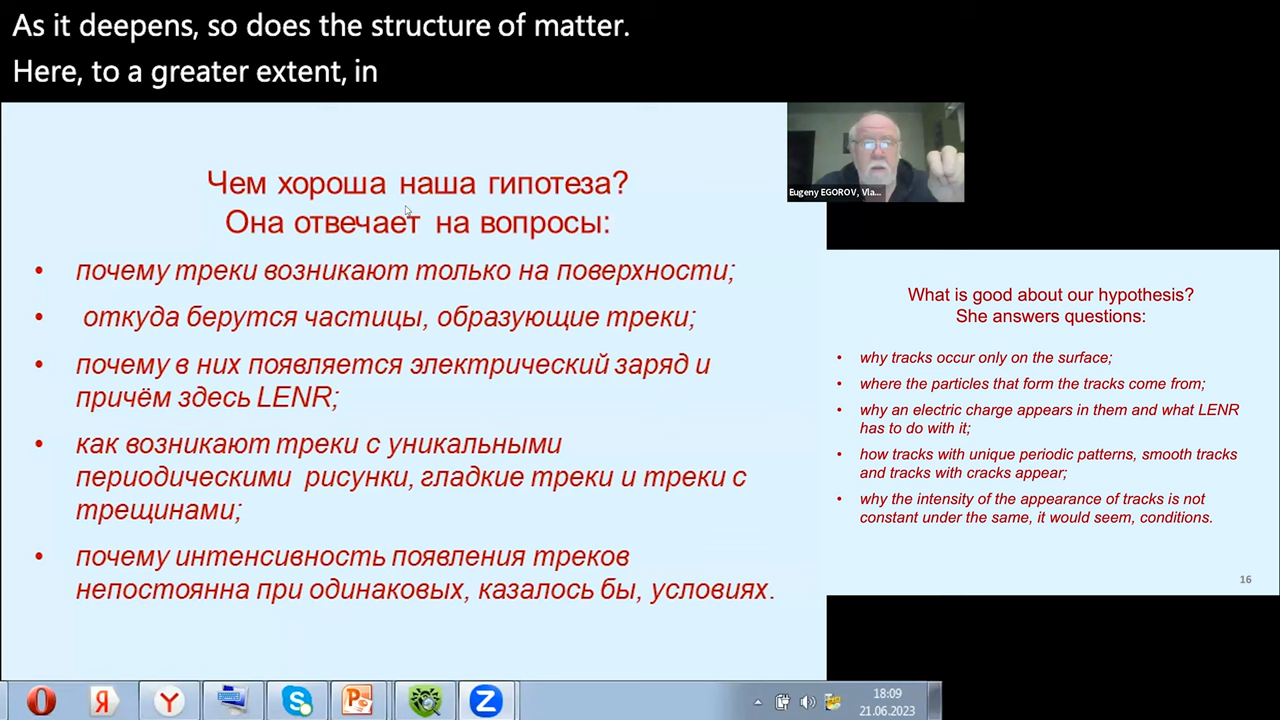 As it deepens, so does the structure of matter.
Here, to a greater extent, in
Чем хороша наша гипотеза?
Она отвечает на вопросы:
• почему треки возникают только на поверхности;
• откуда берутся частицы, образующие треки;
• почему в них появляется электрический заряд и
причём здесь LENR;
• как возникают треки с уникальными
периодическими рисунки, гладкие треки и треки с
трещинами;
• почему интенсивность появления треков
непостоянна при одинаковых, казалось бы, условиях.
Eugeny EGOROV, Vla...
What is good about our hypothesis?
She answers questions:
• why tracks occur only on the surface;
• where the particles that form the tracks come from;
• why an electric charge appears in them and what LENR
has to do with it;
• how tracks with unique periodic patterns, smooth tracks
and tracks with cracks appear;
• why the intensity of the appearance of tracks is not
constant under the same, it would seem, conditions.
16
18:09
21.06.2023